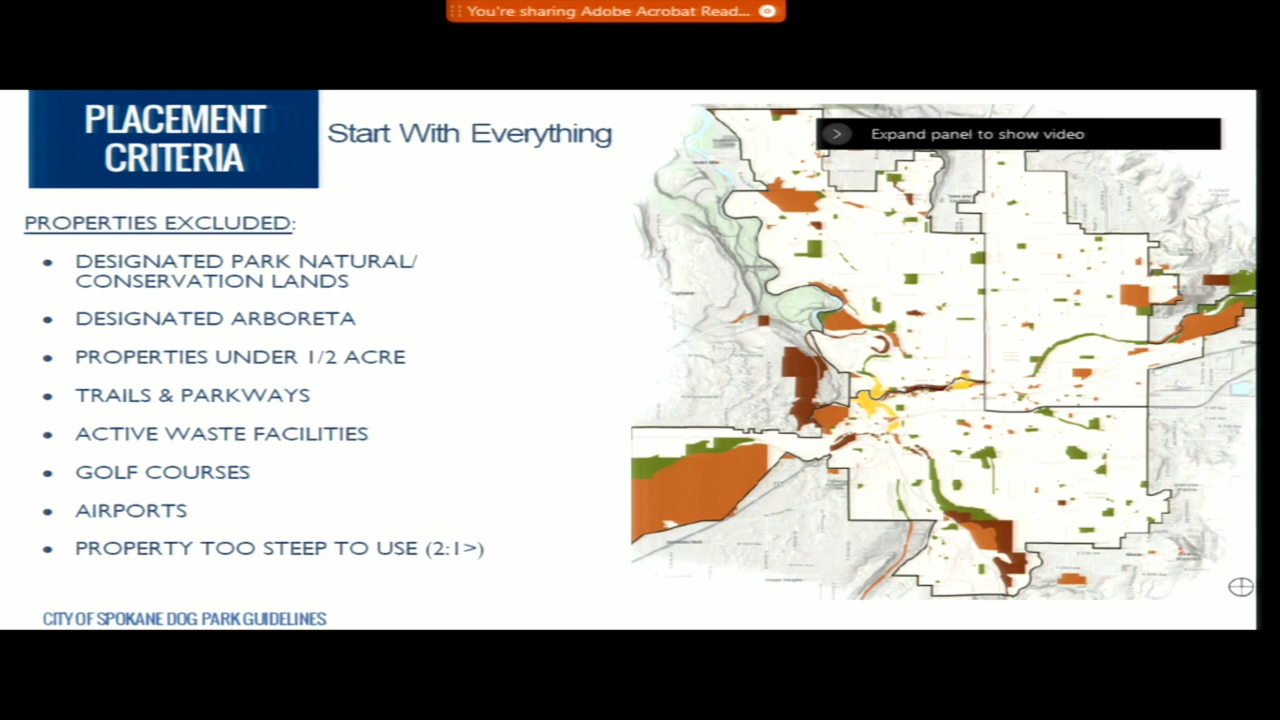 You're sharing Adobe Acrobat Read...
PLACEMENT
CRITERIA
Start With Everything
Expand panel to show video
PROPERTIES EXCLUDED:
• DESIGNATED PARK NATURAL/
CONSERVATION LANDS
• DESIGNATED ARBORETA
• PROPERTIES UNDER 1/2 ACRE
• TRAILS & PARKWAYS
• ACTIVE WASTE FACILITIES
• GOLF COURSES
• AIRPORTS
• PROPERTY TOO STEEP TO USE (2:1>)
CITY OF SPOKANE DOG PARK GUIDELINES